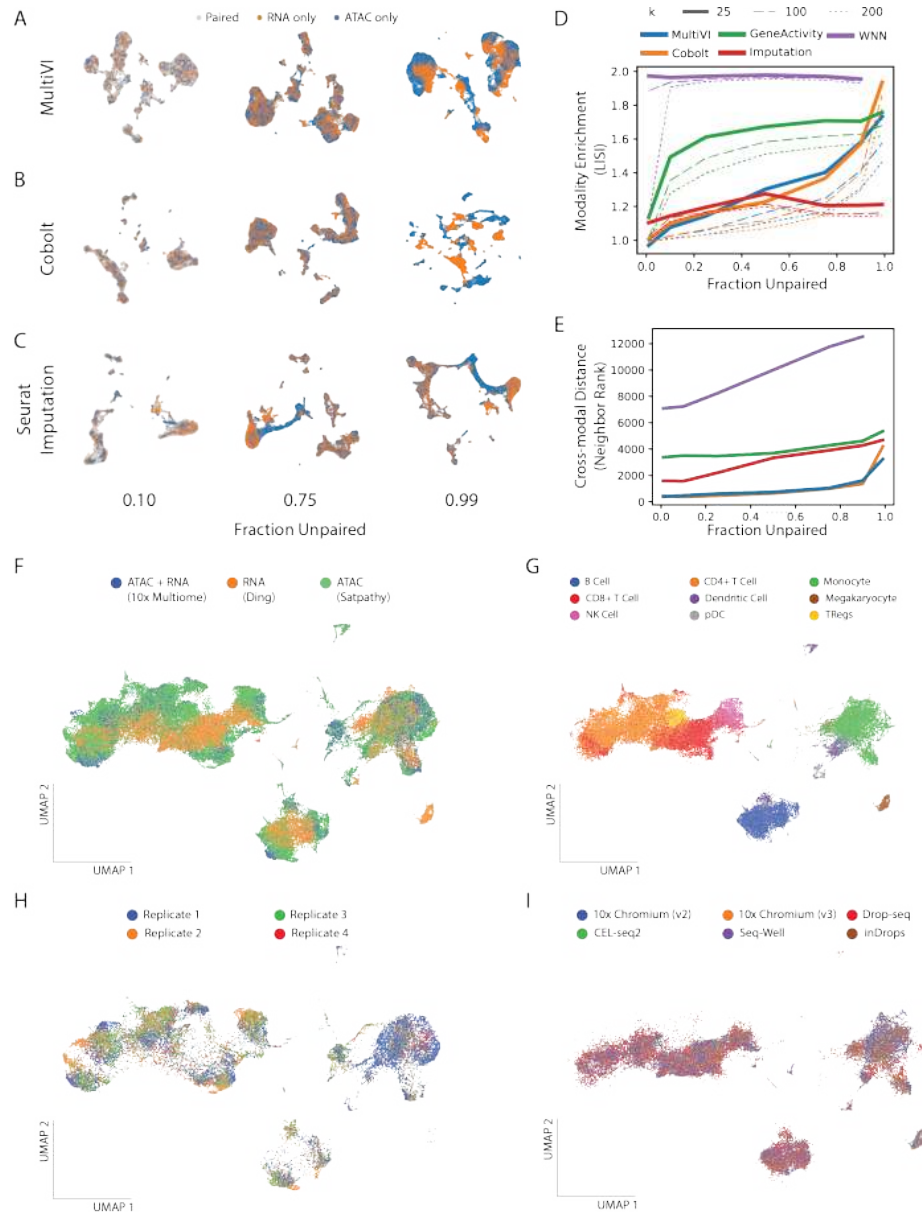 A
Paired RNA only ATAC only
MultiVI
B
Cobolt
C
Seurat
Imputation
0.10 0.75 0.99
Fraction Unpaired
D
k 25 100 200
MultiVI GeneActivity WNN
Cobolt Imputation
Modality Enrichment
(LISI)
2.0
1.8
1.6
1.4
1.2
1.0
0.0 0.2 0.4 0.6 0.8 1.0
Fraction Unpaired
E
Cross-modal Distance
(Neighbor Rank)
12000
10000
8000
6000
4000
2000
0
0.0 0.2 0.4 0.6 0.8 1.0
Fraction Unpaired
F
ATAC + RNA RNA ATAC
(10x Multiome) (Ding) (Satpathy)
UMAP 2
UMAP 1
G
B Cell CD4+ T Cell Monocyte
CD8+ T Cell Dendritic Cell Megakaryocyte
NK Cell pDC TRegs
UMAP 2
UMAP 1
H
Replicate 1 Replicate 3
Replicate 2 Replicate 4
UMAP 2
UMAP 1
I
10x Chromium (v2) 10x Chromium (v3) Drop-seq
CEL-seq2 Seq-Well inDrops
UMAP 2
UMAP 1